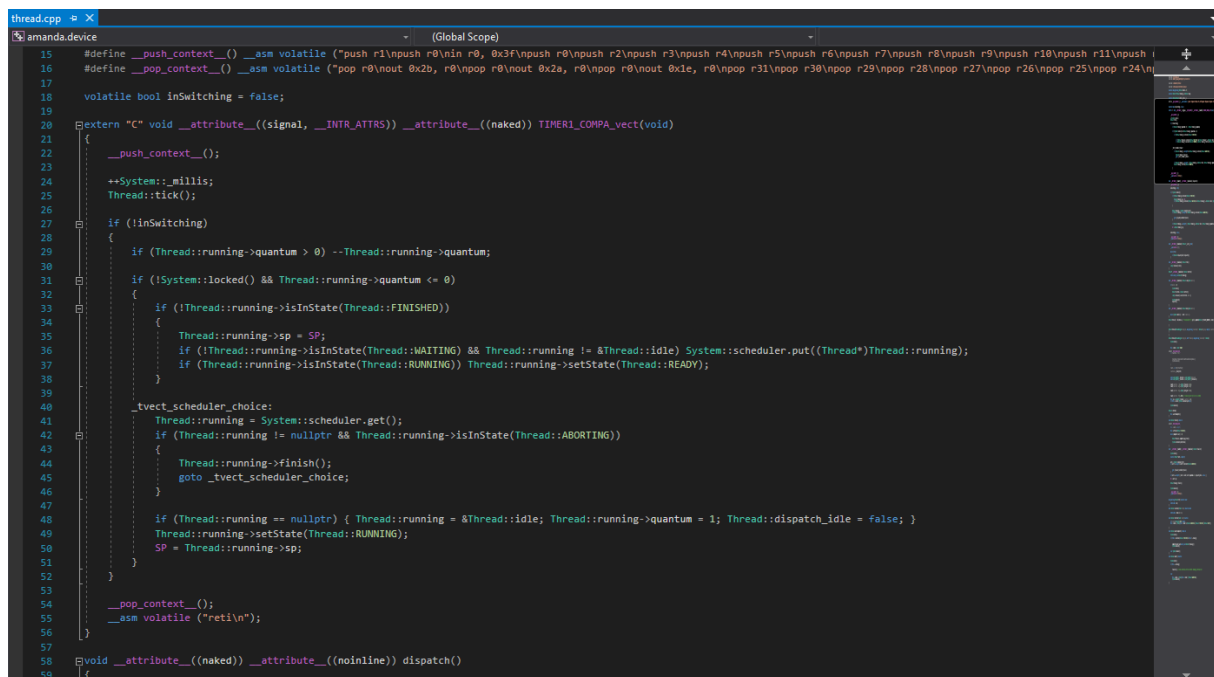 thread.cpp
amanda.device
(Global Scope)
15 #define __push_context__() __asm volatile ("push r1\npush r0\nin r0, 0x3f\npush r0\npush r2\npush r3\npush r4\npush r5\npush r6\npush r7\npush r8\npush r9\npush r10\npush r11\npush r
16 #define __pop_context__() __asm volatile ("pop r0\nout 0x2b, r0\npop r0\nout 0x2a, r0\npop r0\nout 0x1e, r0\npop r31\npop r30\npop r29\npop r28\npop r27\npop r26\npop r25\npop r24\n
17
18 volatile bool inSwitching = false;
19
20 extern "C" void __attribute__((signal, __INTR_ATTRS)) __attribute__((naked)) TIMER1_COMPA_vect(void)
21 {
22 __push_context__();
23
24 ++System::_millis;
25 Thread::tick();
26
27 if (!inSwitching)
28 {
29 if (Thread::running->quantum > 0) --Thread::running->quantum;
30
31 if (!System::locked() && Thread::running->quantum <= 0)
32 {
33 if (!Thread::running->isInState(Thread::FINISHED))
34 {
35 Thread::running->sp = SP;
36 if (!Thread::running->isInState(Thread::WAITING) && Thread::running != &Thread::idle) System::scheduler.put((Thread*)Thread::running);
37 if (Thread::running->isInState(Thread::RUNNING)) Thread::running->setState(Thread::READY);
38 }
39
40 _tvect_scheduler_choice:
41 Thread::running = System::scheduler.get();
42 if (Thread::running != nullptr && Thread::running->isInState(Thread::ABORTING))
43 {
44 Thread::running->finish();
45 goto _tvect_scheduler_choice;
46 }
47
48 if (Thread::running == nullptr) { Thread::running = &Thread::idle; Thread::running->quantum = 1; Thread::dispatch_idle = false; }
49 Thread::running->setState(Thread::RUNNING);
50 SP = Thread::running->sp;
51 }
52 }
53
54 __pop_context__();
55 __asm volatile ("reti\n");
56 }
57
58 void __attribute__((naked)) __attribute__((noinline)) dispatch()
59 {